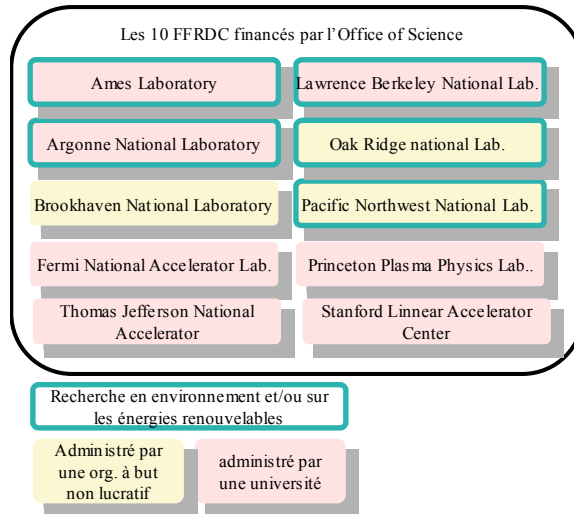 Les 10 FFRDC financés par l'Office of Science
Ames Laboratory
Lawrence Berkeley National Lab.
Argonne National Laboratory
Oak Ridge national Lab.
Brookhaven National Laboratory
Pacific Northwest National Lab.
Fermi National Accelerator Lab.
Princeton Plasma Physics Lab..
Thomas Jefferson National
Accelerator
Stanford Linnear Accelerator
Center
Recherche en environnement et/ou sur
les énergies renouvelables
Administré par
une org. à but
non lucratif
administré par
une université